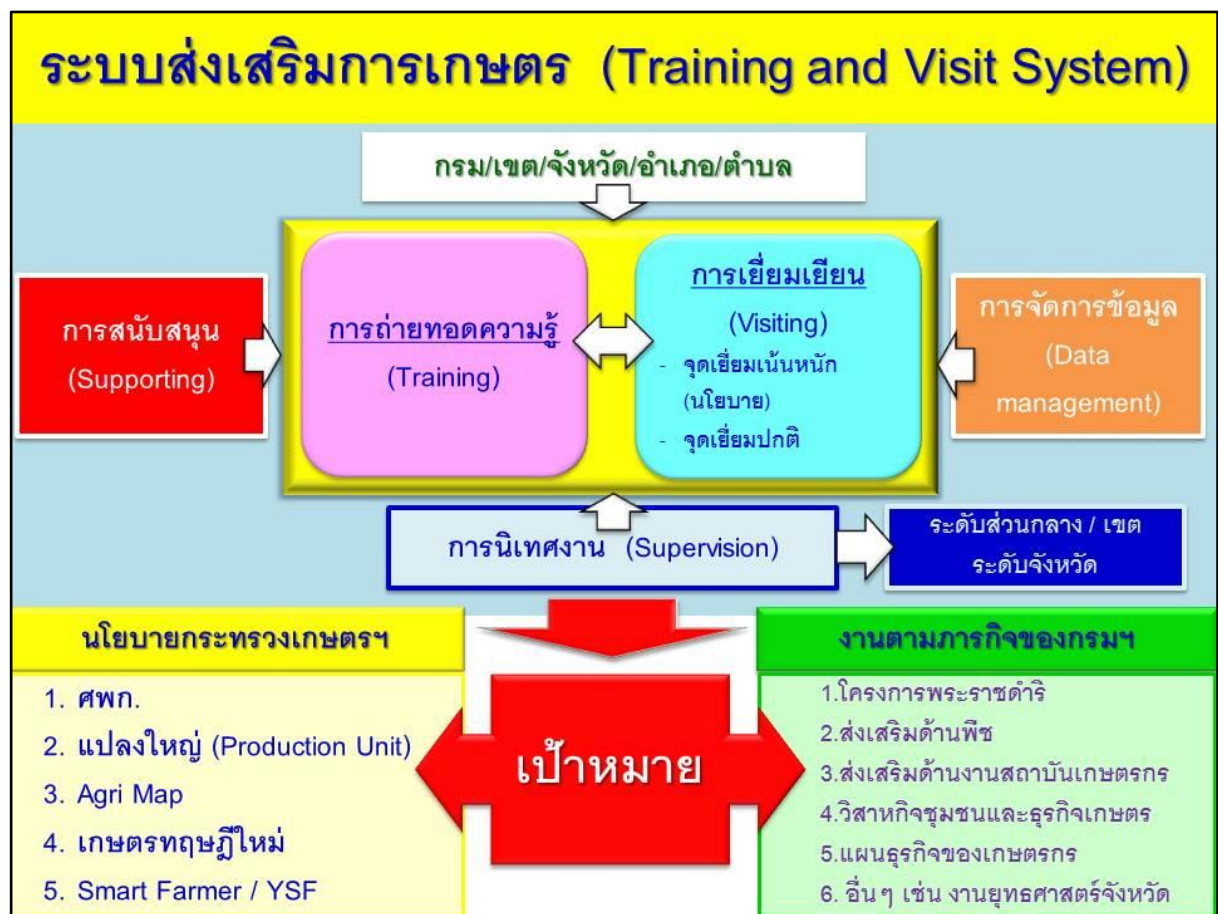 ระบบส่งเสริมการเกษตร (Training and Visit System)
กรม/เขต/จังหวัด/อำเภอ/ตำบล
การสนับสนุน
(Supporting)
การถ่ายทอดความรู้
(Training)
การเยี่ยมเยียน
(Visiting)
- จุดเยี่ยมเน้นหนัก
(นโยบาย)
- จุดเยี่ยมปกติ
การจัดการข้อมูล
(Data
management)
การนิเทศงาน (Supervision)
ระดับส่วนกลาง / เขต
ระดับจังหวัด
นโยบายกระทรวงเกษตรฯ
1. ศพก.
2. แปลงใหญ่ (Production Unit)
3. Agri Map
4. เกษตรทฤษฎีใหม่
5. Smart Farmer / YSF
เป้าหมาย
งานตามภารกิจของกรมฯ
1.โครงการพระราชดำริ
2.ส่งเสริมด้านพืช
3.ส่งเสริมด้านงานสถาบันเกษตรกร
4.วิสาหกิจชุมชนและธุรกิจเกษตร
5.แผนธุรกิจของเกษตรกร
6. อื่นๆ เช่น งานยุทธศาสตร์จังหวัด